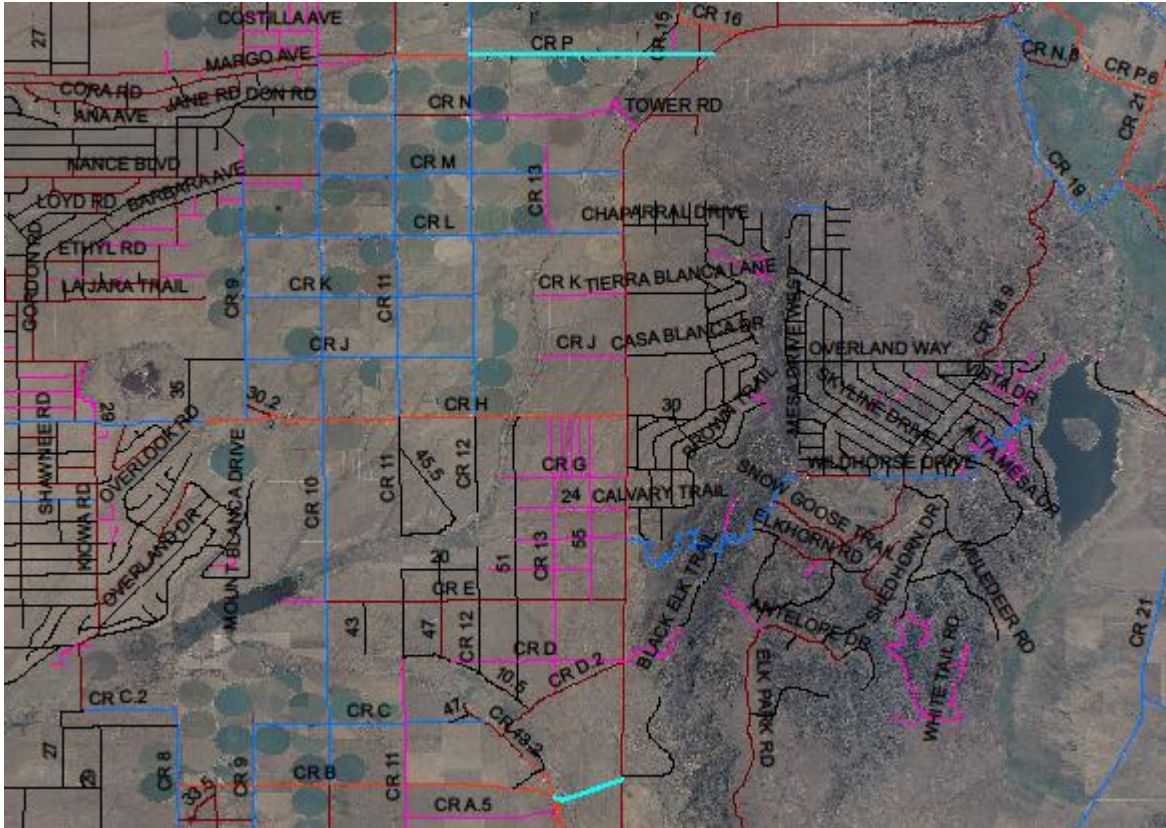 COSTILLA AVE
CR 16
27
CR P
CR 15
CR N.8
MARGO AVE
CR P.6
CORA RD
JANE RD
DON RD
CR N
TOWER RD
CR 21
ANA AVE
NANCE BLVD
CR M
BARBARA AVE
CR 13
CR 19
LOYD RD
CR L
CHAPARRAL DRIVE
GORDON RD
ETHYL RD
LA JARA TRAIL
CR 9
CR K
CR 11
CR K
TIERRA BLANCA LANE
MESA DRIVE WEST P
CR 18.9
CR J
CR J
CASA BLANCA DR
OVERLAND WAY
35
VISTA DR
SKYLINE DRIVE
30.2
CR H
30
SHAWNEE RD
29
OVERLOOK RD
MOUNT BLANCA DRIVE
CR 11
45.5
CR 12
CR G
WILDHORSE DRIVE
ALTA MESA DR
KIOWA RD
CR 10
24
CALVARY TRAIL
SNOW GOOSE TRAIL
OVERLAND DR
ELKHORN RD
CR 13
55
51
SHEDHORN DR
MULEDEER RD
CR E
BLACK ELK TRAIL
43
47
CR 12
CR D
ANTELOPE DR
WHITE TAIL RD
CR 21
10.5
CR D.2
ELK PARK RD
CR C.2
CR C
47
CR 43.2
27
29
CR 8
CR 9
CR B
CR 11
33.5
CR A.5